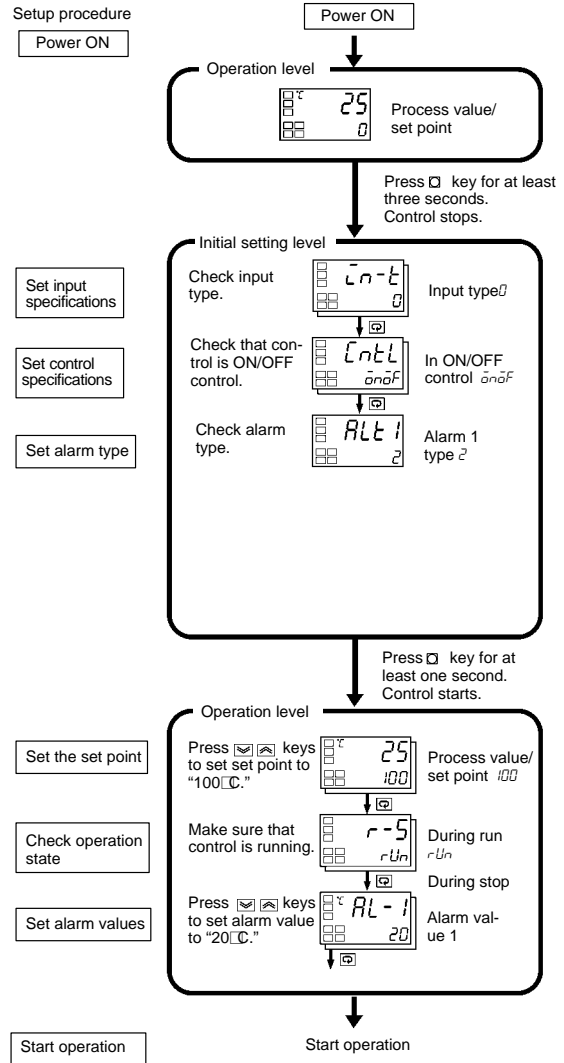 Setup procedure
Power ON
Power ON
Operation level
℃ 25
0
Process value/
set point
Press key for at least
three seconds.
Control stops.
Initial setting level
Set input
specifications
Check input
type.
in-t
0
Input type 0
Set control
specifications
Check that con-
trol is ON/OFF
control.
CntL
onoF
In ON/OFF
control onoF
Set alarm type
Check alarm
type.
ALt1
2
Alarm 1
type 2
Press key for at
least one second.
Control starts.
Operation level
Set the set point
Press keys
to set set point to
“100 C.”
℃ 25
100
Process value/
set point 100
Check operation
state
Make sure that
control is running.
r-S
rUn
During run
rUn
During stop
Set alarm values
Press keys
to set alarm value
to “20 C.”
℃ AL-1
20
Alarm val-
ue 1
Start operation
Start operation